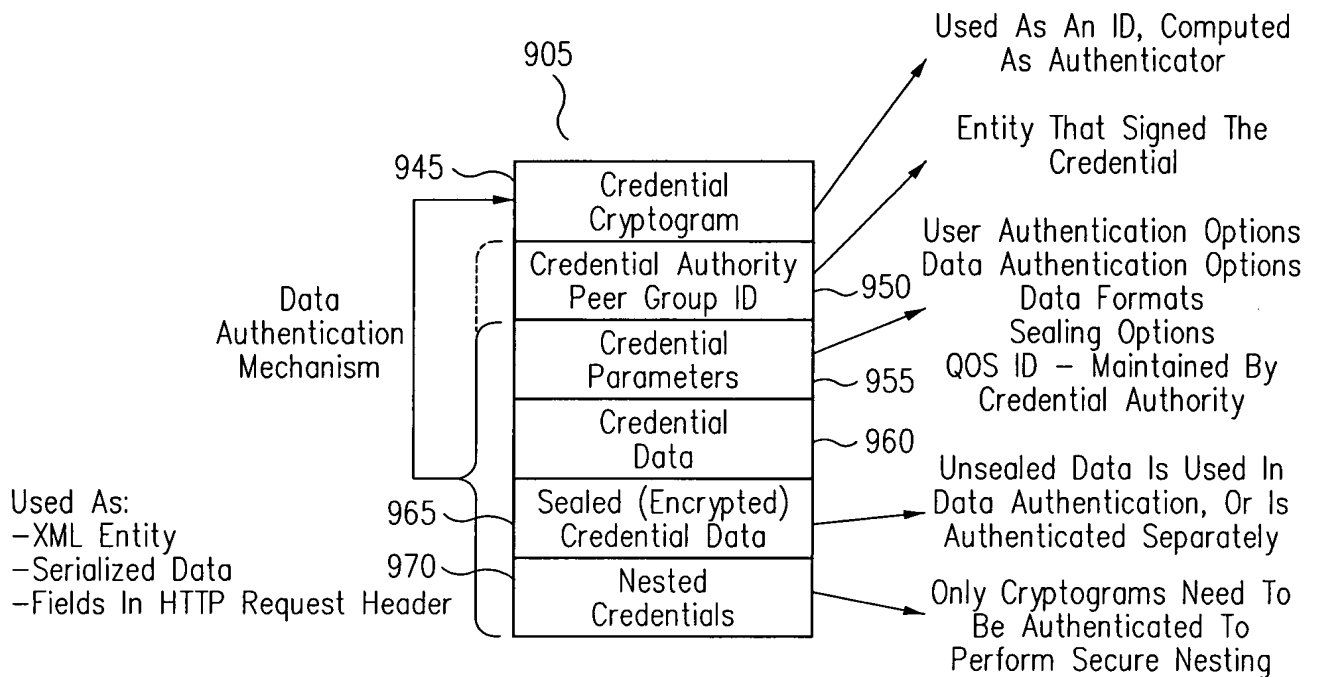 905
Used As An ID, Computed
As Authenticator
Entity That Signed The
Credential
945
Credential
Cryptogram
Credential Authority
Peer Group ID
950
Data
Authentication
Mechanism
User Authentication Options
Data Authentication Options
Data Formats
Sealing Options
QOS ID – Maintained By
Credential Authority
Credential
Parameters
955
Credential
Data
960
Used As:
–XML Entity
–Serialized Data
–Fields In HTTP Request Header
965
Sealed (Encrypted)
Credential Data
Unsealed Data Is Used In
Data Authentication, Or Is
Authenticated Separately
970
Nested
Credentials
Only Cryptograms Need To
Be Authenticated To
Perform Secure Nesting